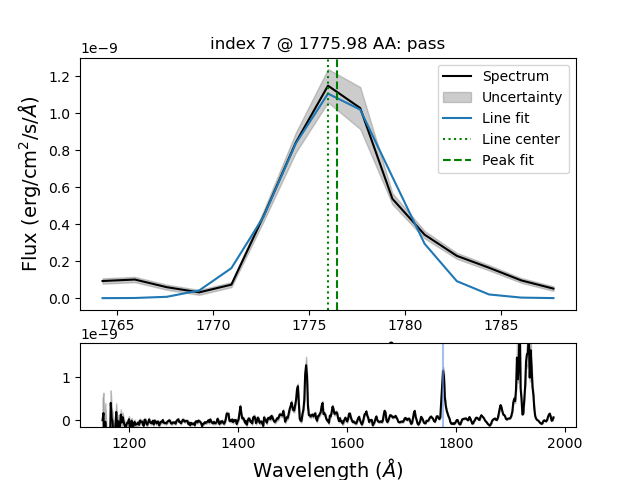 index 7 @ 1775.98 AA: pass
1e−9
Flux (erg/cm²/s/Å)
1.2
1.0
0.8
0.6
0.4
0.2
0.0
Spectrum
Uncertainty
Line fit
Line center
Peak fit
1765 1770 1775 1780 1785
1e−9
1
0
1200 1400 1600 1800 2000
Wavelength (Å)